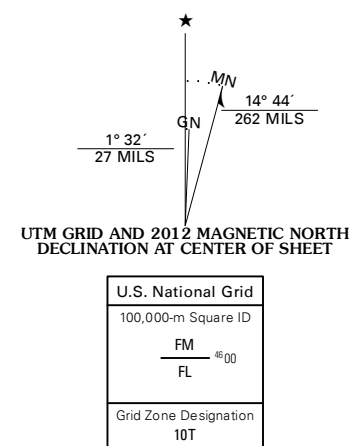 ★
MN
GN
14° 44´
262 MILS
1° 32´
27 MILS
UTM GRID AND 2012 MAGNETIC NORTH
DECLINATION AT CENTER OF SHEET
U.S. National Grid
100,000-m Square ID
FM
4600
FL
Grid Zone Designation
10T